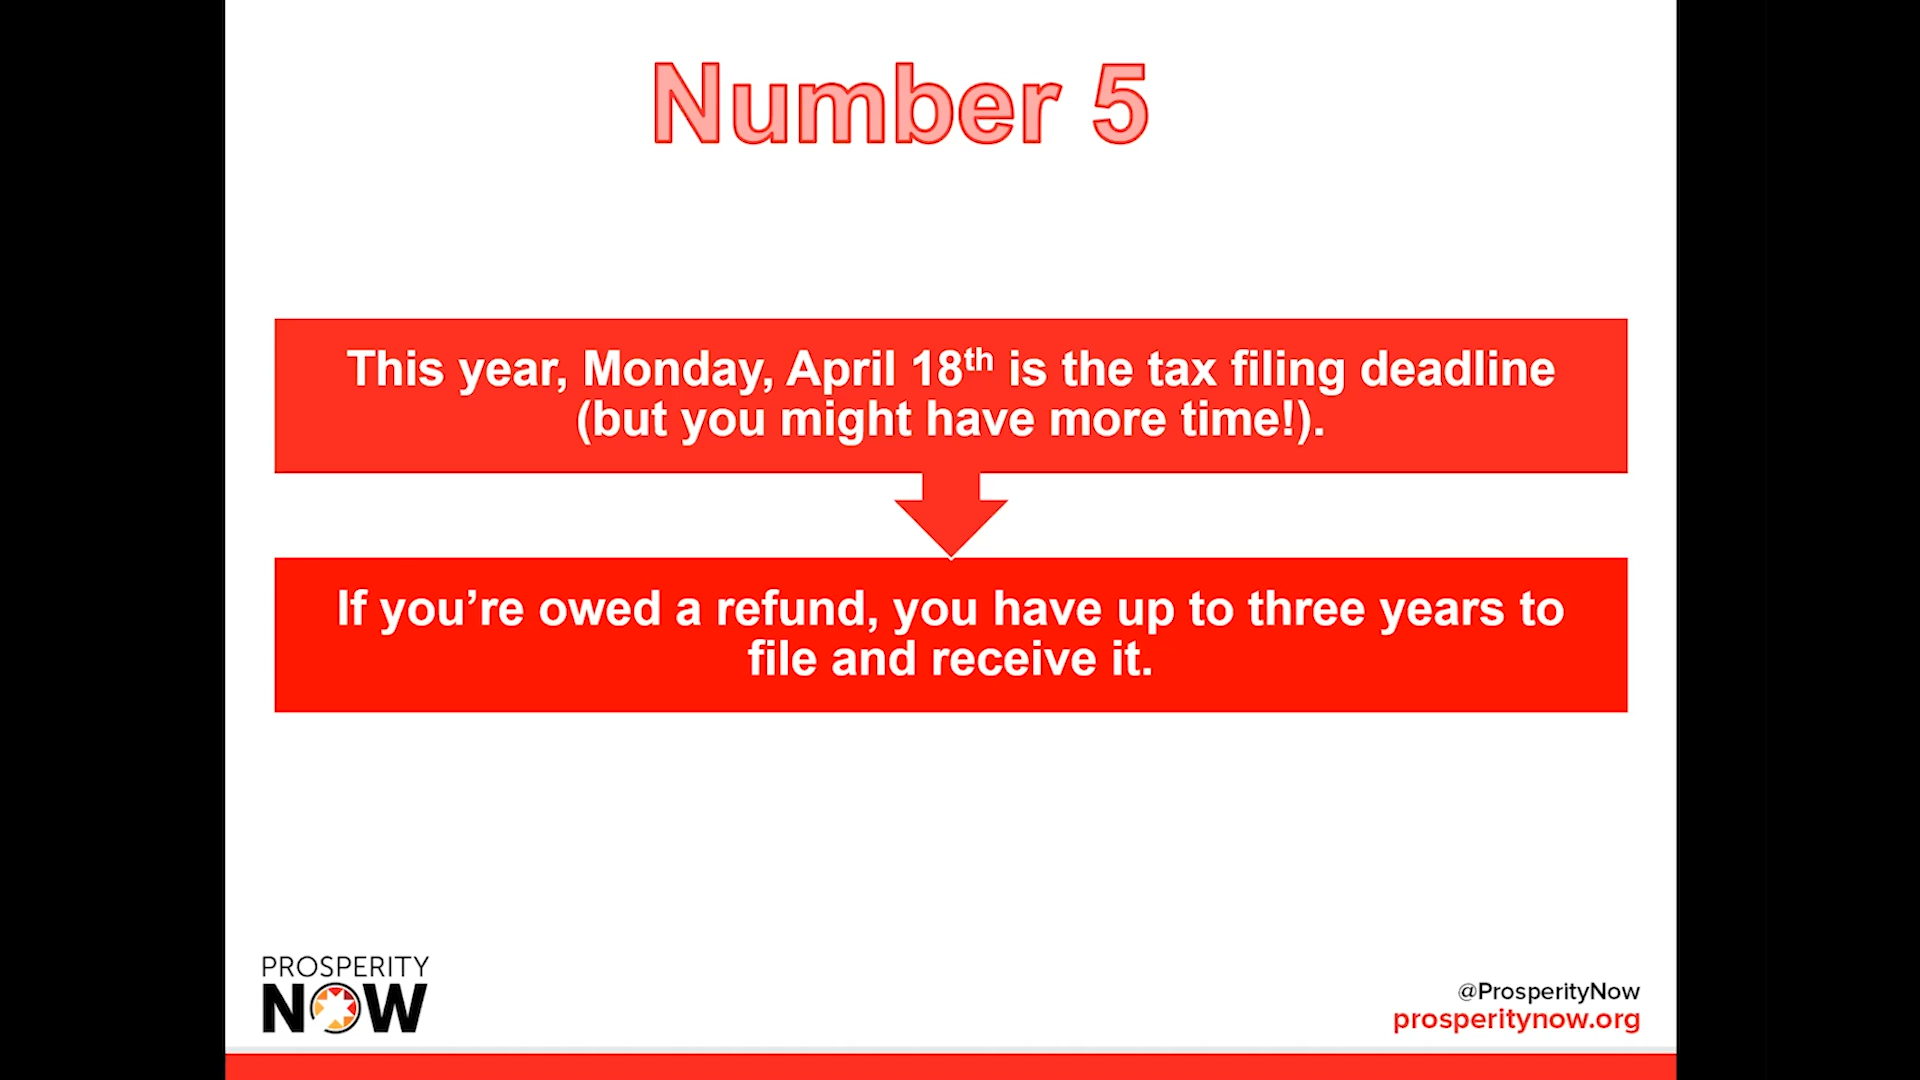 Number 5
This year, Monday, April 18th is the tax filing deadline
(but you might have more time!).
If you’re owed a refund, you have up to three years to
file and receive it.
PROSPERITY
NOW
@ProsperityNow
prosperitynow.org